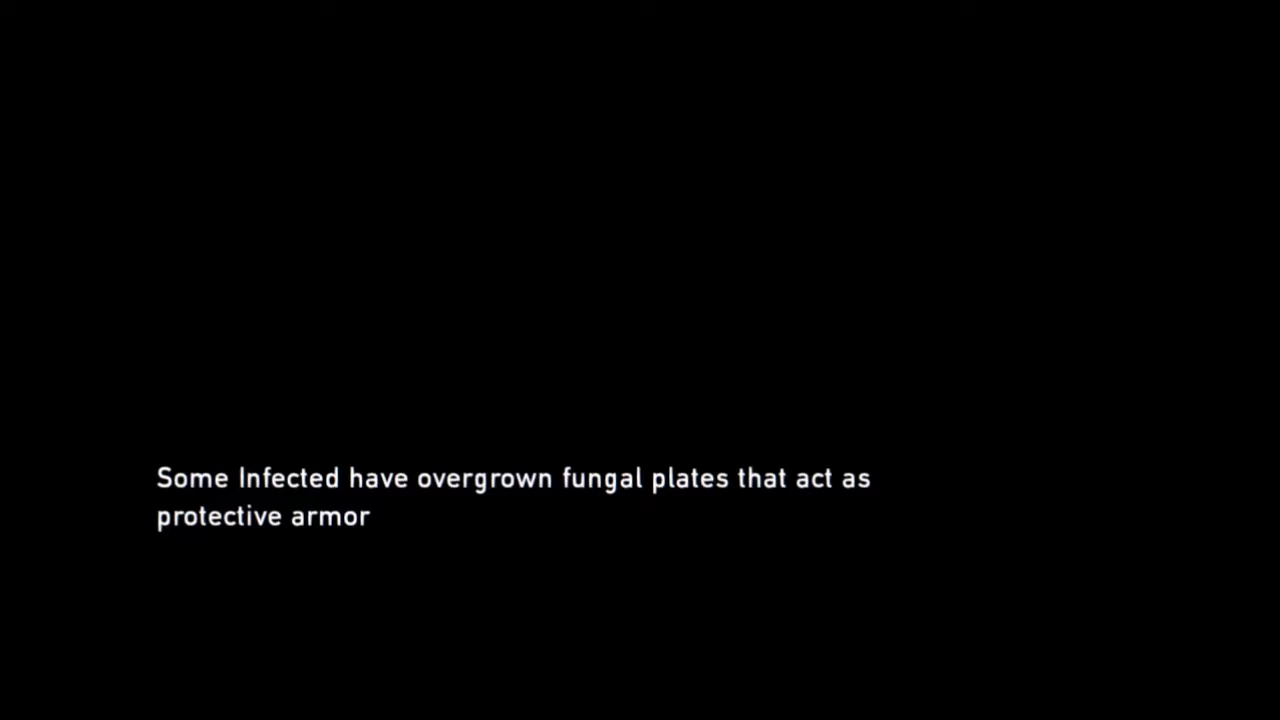 Some Infected have overgrown fungal plates that act as
protective armor